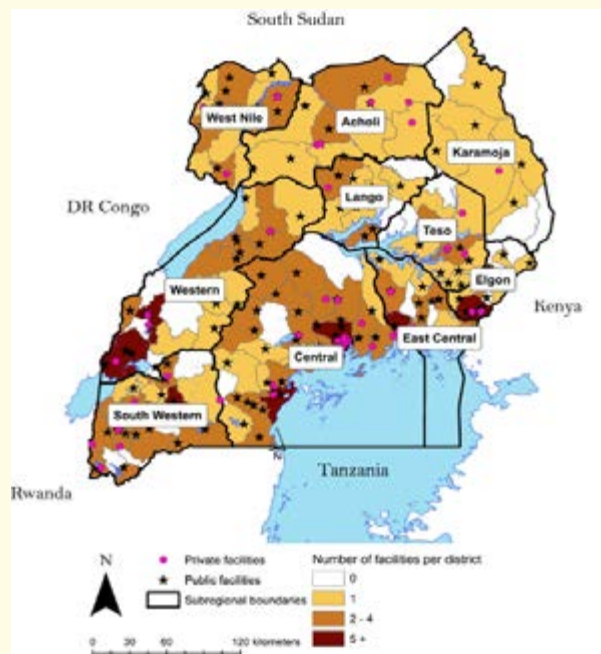 South Sudan
West Nile
Acholi
Karamoja
Lango
DR Congo
Teso
Western
Elgon
Kenya
Central
East Central
South Western
N
Tanzania
Rwanda
N
Private facilities
Public facilities
Subregional boundaries
Number of facilities per district
0
1
2 - 4
5 +
0 30 60 120 kilometers